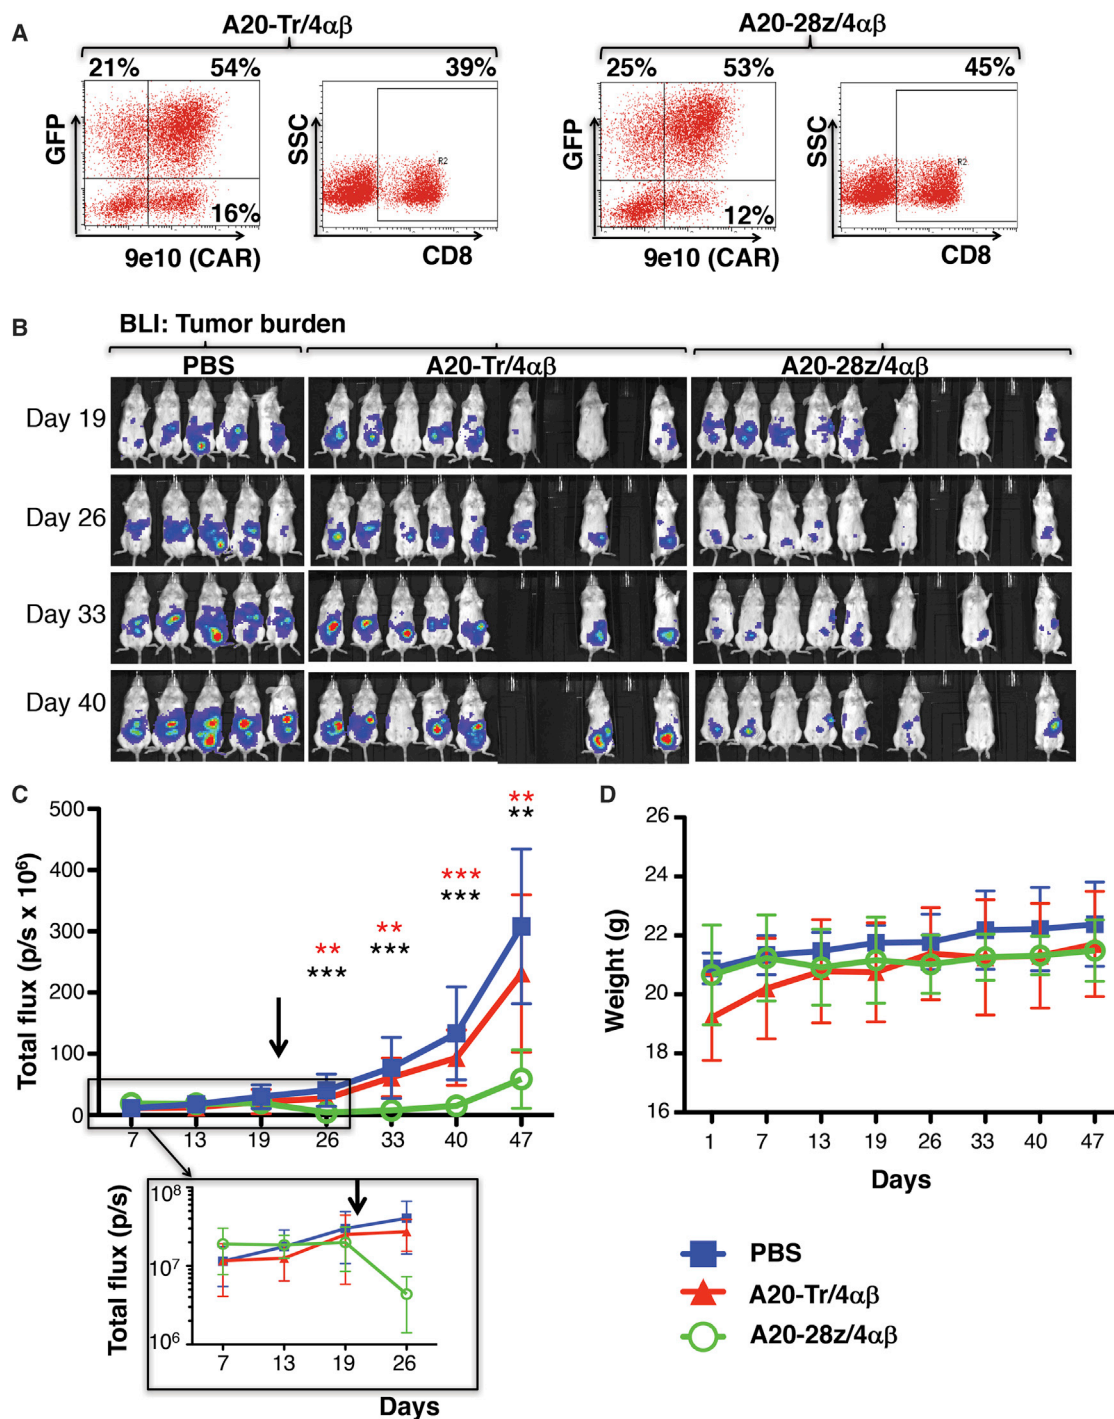 A
A20-Tr/4αβ
A20-28z/4αβ
21% 54% 39% 25% 53% 45%
GFP
SSC
R2
16%
9e10 (CAR)
CD8
GFP
SSC
R2
12%
9e10 (CAR)
CD8
B
BLI: Tumor burden
PBS
A20-Tr/4αβ
A20-28z/4αβ
Day 19
Day 26
Day 33
Day 40
C
Total flux (p/s x 10⁶)
500
400
300
200
100
0
** 
**
***
***
**
***
**
***
7 13 19 26 33 40 47
Total flux (p/s)
10⁸
10⁷
10⁶
7 13 19 26
Days
D
Weight (g)
26
24
22
20
18
16
1 7 13 19 26 33 40 47
Days
PBS
A20-Tr/4αβ
A20-28z/4αβ